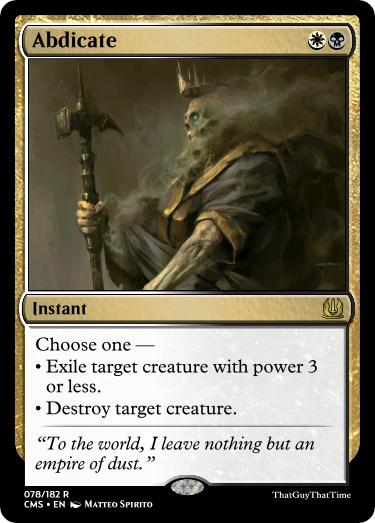 Abdicate
Instant
Choose one —
• Exile target creature with power 3
or less.
• Destroy target creature.
“To the world, I leave nothing but an
empire of dust.”
078/182 R
CMS • EN Matteo Spirito
ThatGuyThatTime